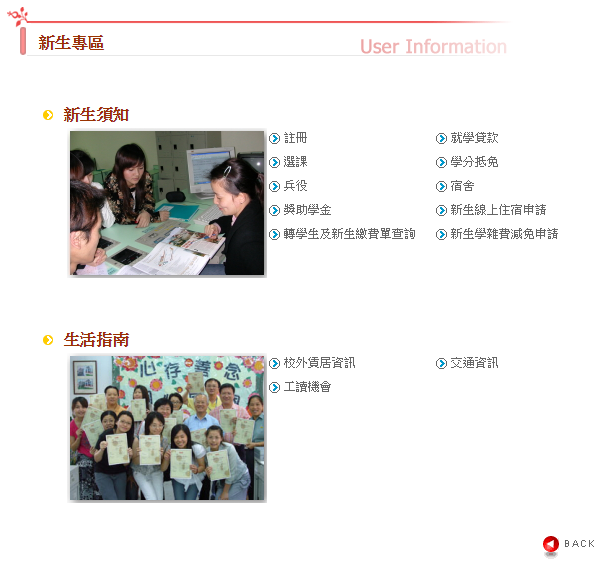 新生專區
User Information
新生須知
註冊
就學貸款
選課
學分抵免
兵役
宿舍
獎助學金
新生線上住宿申請
轉學生及新生繳費單查詢
新生學雜費減免申請
生活指南
心存善念
校外賃居資訊
交通資訊
工讀機會
BACK